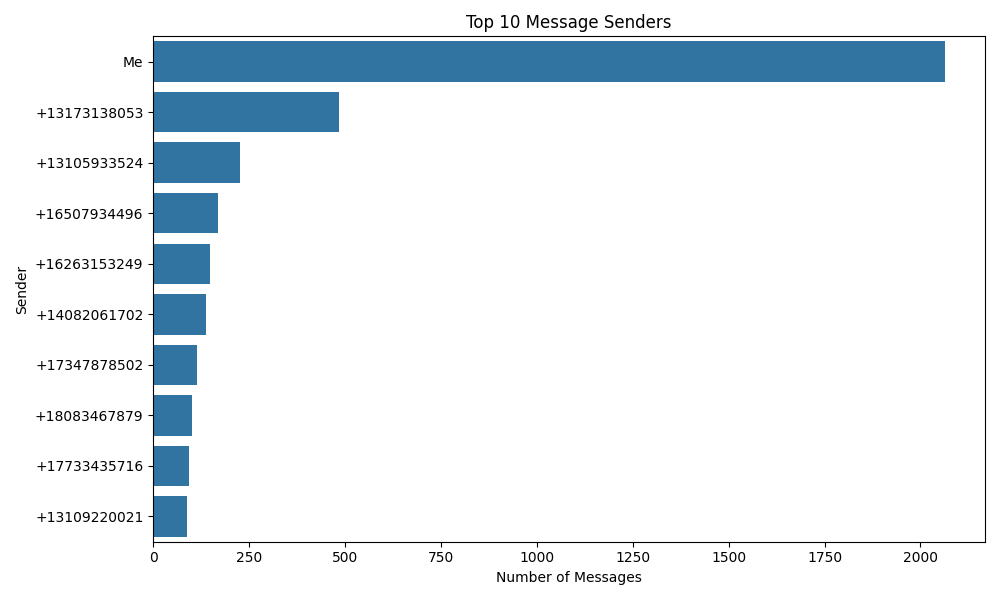 Top 10 Message Senders
Me
+13173138053
+13105933524
+16507934496
+16263153249
+14082061702
+17347878502
+18083467879
+17733435716
+13109220021
Sender
0 250 500 750 1000 1250 1500 1750 2000
Number of Messages